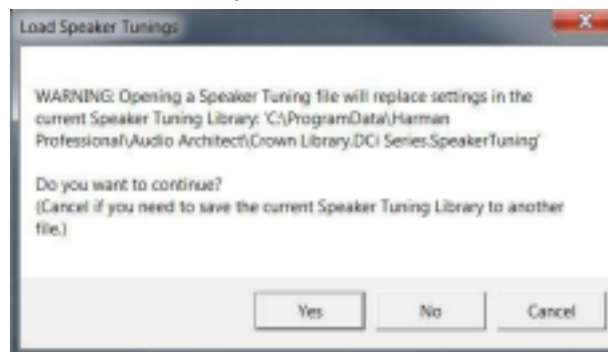 Load Speaker Tunings
WARNING: Opening a Speaker Tuning file will replace settings in the
current Speaker Tuning Library: 'C:\ProgramData\Harman
Professional\Audio Architect\Crown Library.DCi Series.SpeakerTuning'
Do you want to continue?
(Cancel if you need to save the current Speaker Tuning Library to another
file.)
Yes No Cancel